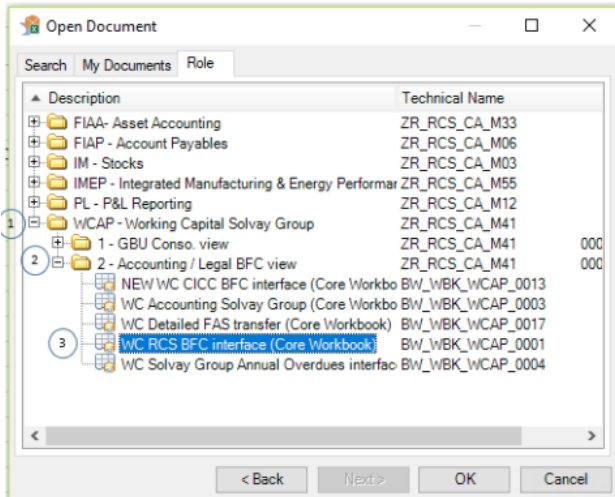 Open Document
Search My Documents Role
Description Technical Name
FIAA- Asset Accounting ZR_RCS_CA_M33
FIAP - Account Payables ZR_RCS_CA_M06
IM - Stocks ZR_RCS_CA_M03
IMEP - Integrated Manufacturing & Energy Performar ZR_RCS_CA_M55
PL - P&L Reporting ZR_RCS_CA_M12
1 WCAP - Working Capital Solvay Group ZR_RCS_CA_M41
1 - GBU Conso. view ZR_RCS_CA_M41 000
2 2 - Accounting / Legal BFC view ZR_RCS_CA_M41 000
NEW WC CICC BFC interface (Core Workbo BW_WBK_WCAP_0013
WC Accounting Solvay Group (Core Workbo BW_WBK_WCAP_0003
WC Detailed FAS transfer (Core Workbook) BW_WBK_WCAP_0017
3 WC RCS BFC interface (Core Workbook) BW_WBK_WCAP_0001
WC Solvay Group Annual Overdues interfac BW_WBK_WCAP_0004
< Back Next > OK Cancel